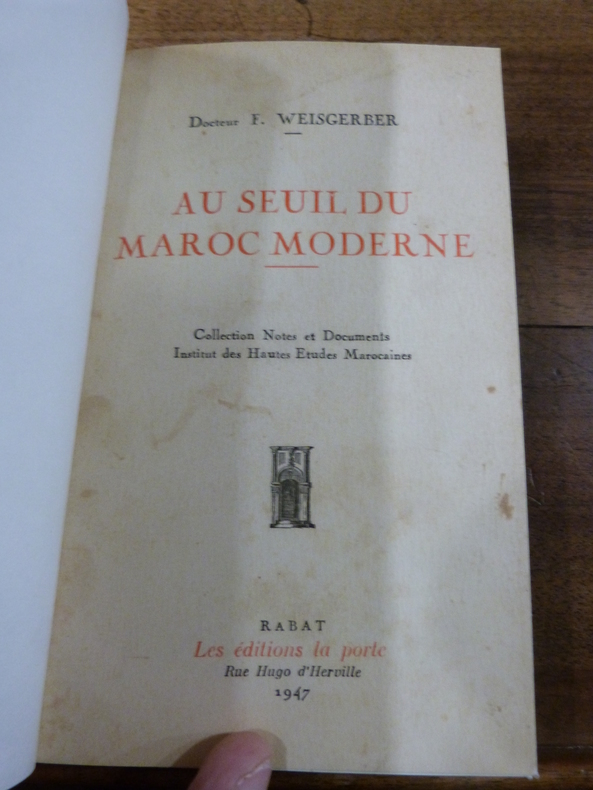 Docteur F. WEISGERBER
AU SEUIL DU
MAROC MODERNE
Collection Notes et Documents
Institut des Hautes Etudes Marocaines
RABAT
Les éditions la porte
Rue Hugo d'Herville
1947